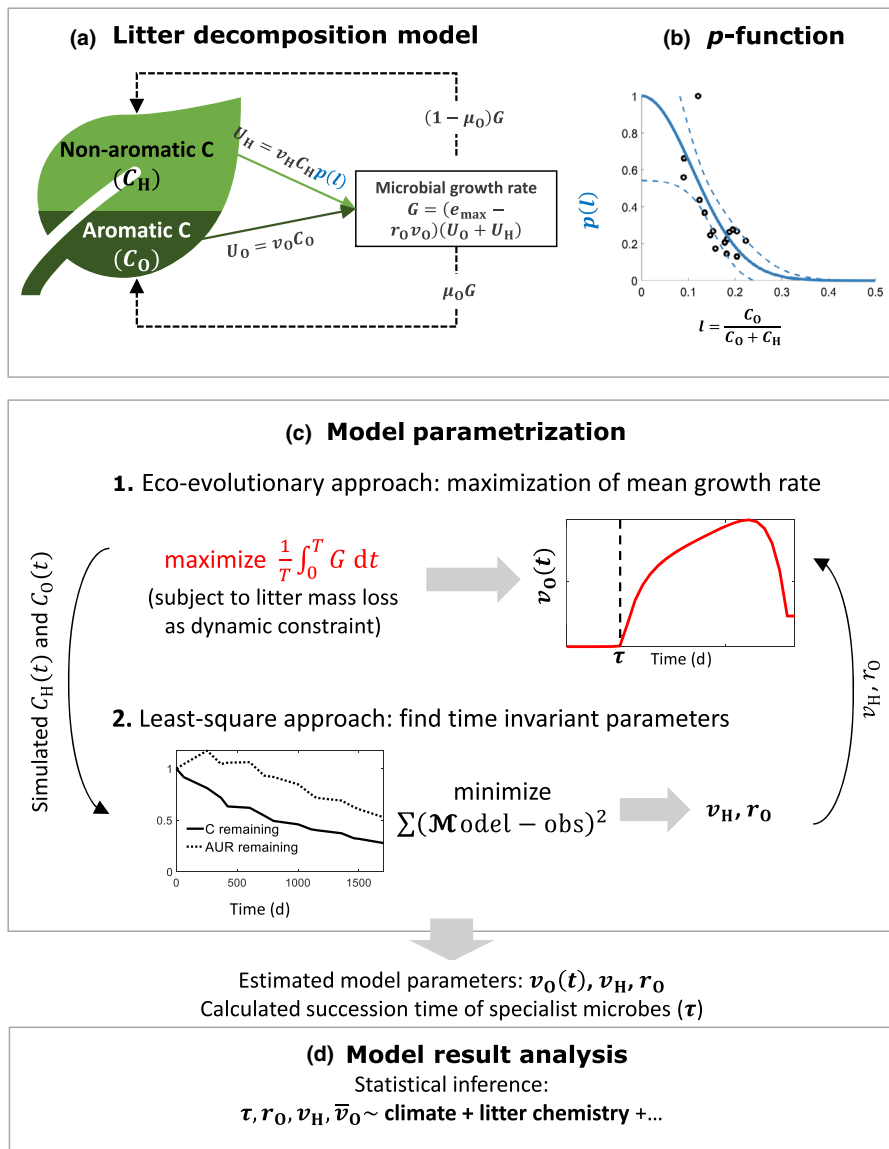 (a) Litter decomposition model
Non-aromatic C
(C_H)
Aromatic C
(C_O)
U_H = v_H C_H p(l)
U_O = v_O C_O
(1 − μ_O)G
Microbial growth rate
G = (e_max −
r_O v_O)(U_O + U_H)
μ_O G
(b) p-function
p(l)
1
0.8
0.6
0.4
0.2
0
0 0.1 0.2 0.3 0.4 0.5
l = C_O / (C_O + C_H)
(c) Model parametrization
1. Eco-evolutionary approach: maximization of mean growth rate
Simulated C_H(t) and C_O(t)
maximize 1/T ∫_0^T G dt
(subject to litter mass loss
as dynamic constraint)
v_O(t)
τ
Time (d)
v_H, r_O
2. Least-square approach: find time invariant parameters
1
0.5
0
C remaining
AUR remaining
0 500 1000 1500
Time (d)
minimize
∑(𝓜odel − obs)²
v_H, r_O
Estimated model parameters: v_O(t), v_H, r_O
Calculated succession time of specialist microbes (τ)
(d) Model result analysis
Statistical inference:
τ, r_O, v_H, v̅_O ~ climate + litter chemistry +...